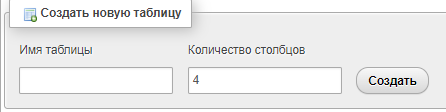 Создать новую таблицу
Имя таблицы Количество столбцов
4 Создать